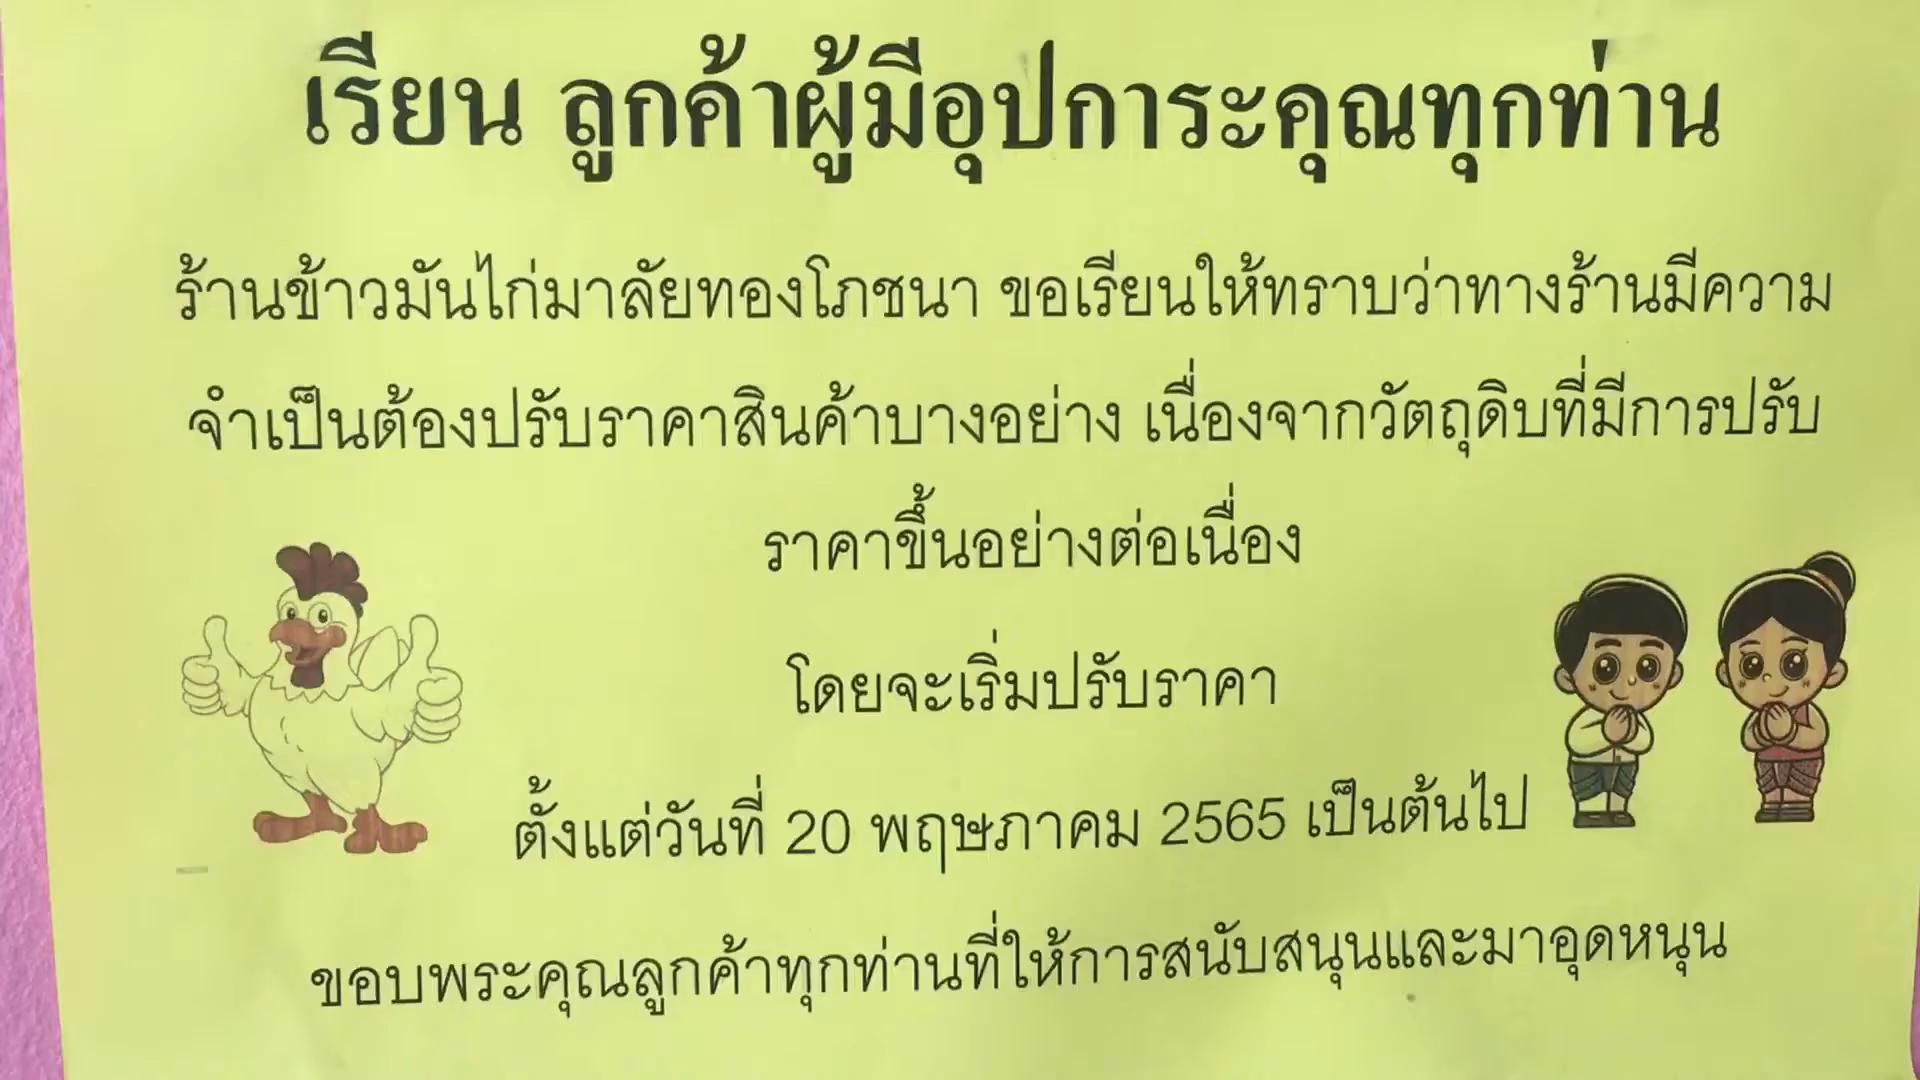 เรียน ลูกค้าผู้มีอุปการะคุณทุกท่าน
ร้านข้าวมันไก่มาลัยทองโภชนา ขอเรียนให้ทราบว่าทางร้านมีความ
จำเป็นต้องปรับราคาสินค้าบางอย่าง เนื่องจากวัตถุดิบที่มีการปรับ
ราคาขึ้นอย่างต่อเนื่อง
โดยจะเริ่มปรับราคา
ตั้งแต่วันที่ 20 พฤษภาคม 2565 เป็นต้นไป
ขอบพระคุณลูกค้าทุกท่านที่ให้การสนับสนุนและมาอุดหนุน